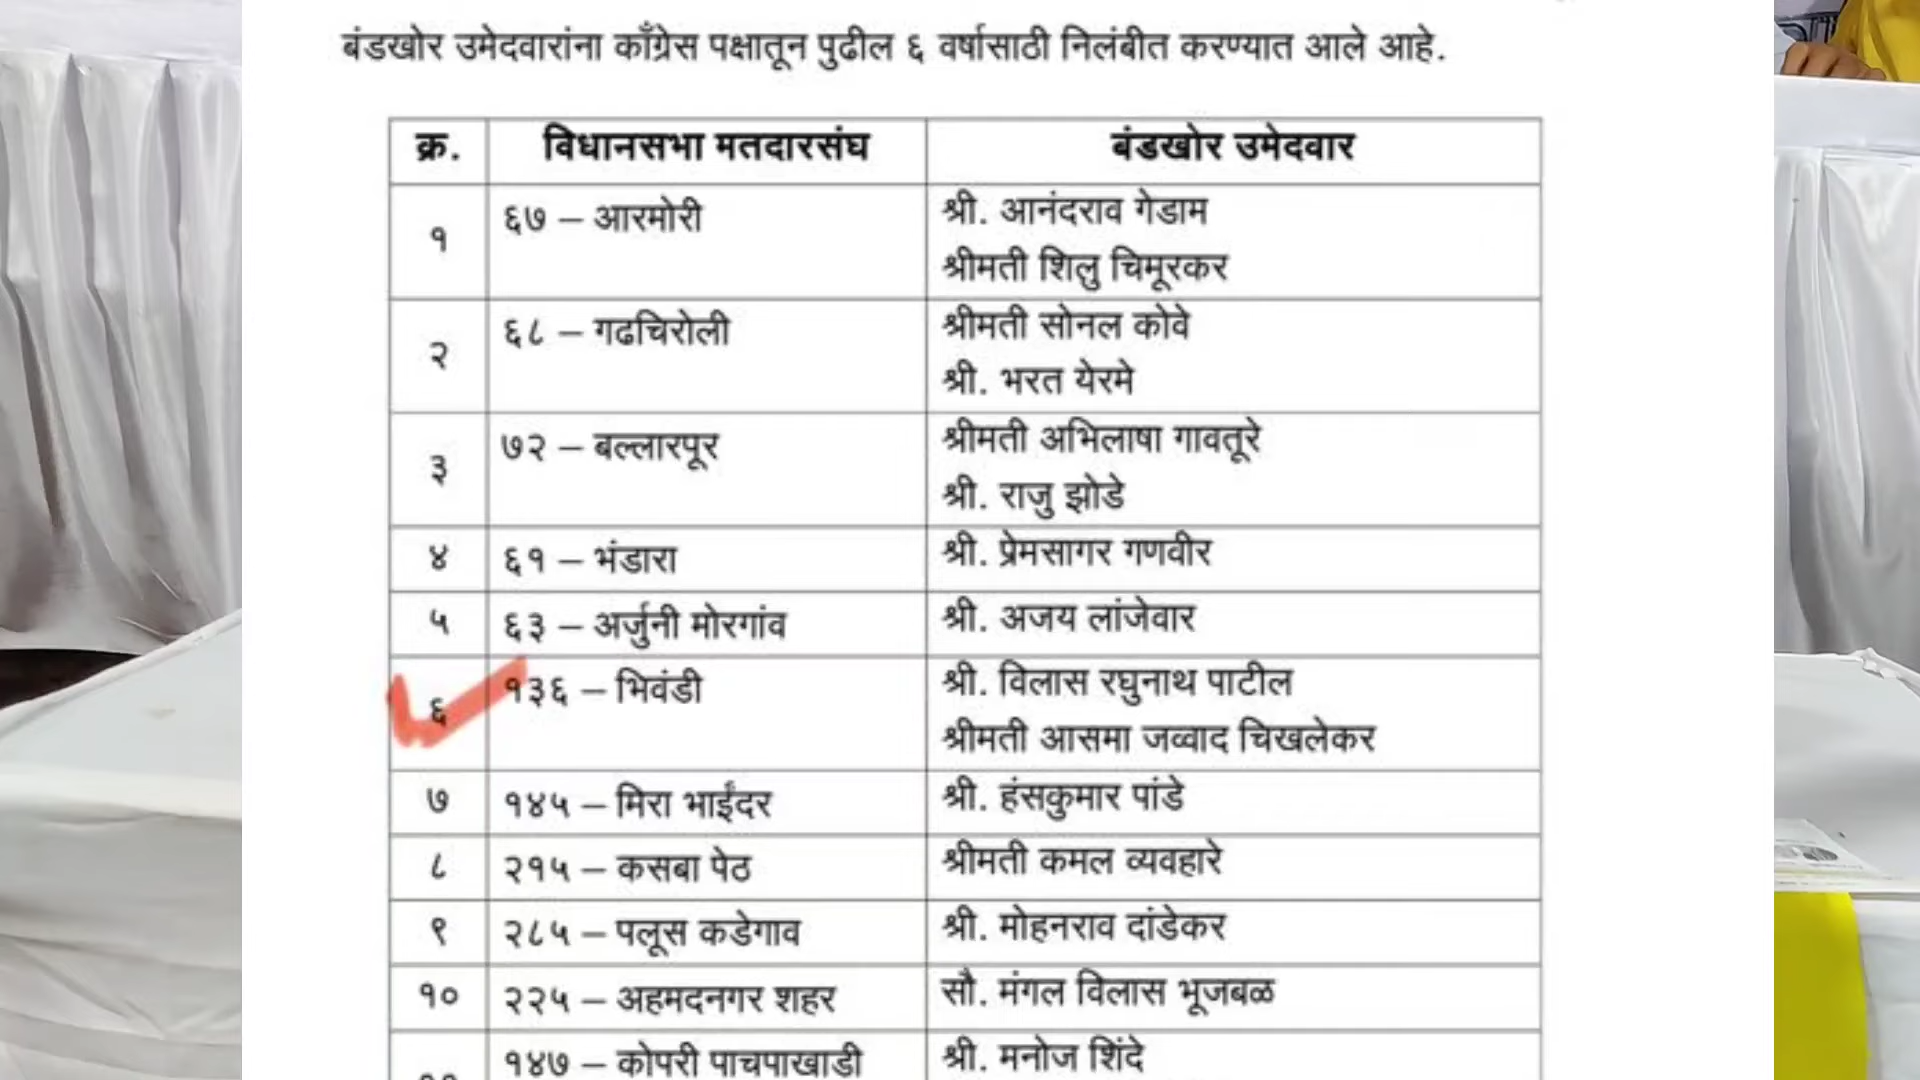 बंडखोर उमेदवारांना काँग्रेस पक्षातून पुढील ६ वर्षासाठी निलंबीत करण्यात आले आहे.
क्र. विधानसभा मतदारसंघ बंडखोर उमेदवार
१ ६७ – आरमोरी श्री. आनंदराव गेडाम
श्रीमती शिलु चिमूरकर
२ ६८ – गढचिरोली श्रीमती सोनल कोवे
श्री. भरत येरमे
३ ७२ – बल्लारपूर श्रीमती अभिलाषा गावतूरे
श्री. राजु झोडे
४ ६१ – भंडारा श्री. प्रेमसागर गणवीर
५ ६३ – अर्जुनी मोरगांव श्री. अजय लांजेवार
६ १३६ – भिवंडी श्री. विलास रघुनाथ पाटील
श्रीमती आसमा जव्वाद चिखलेकर
७ १४५ – मिरा भाईंदर श्री. हंसकुमार पांडे
८ २१५ – कसबा पेठ श्रीमती कमल व्यवहारे
९ २८५ – पलूस कडेगाव श्री. मोहनराव दांडेकर
१० २२५ – अहमदनगर शहर सौ. मंगल विलास भूजबळ
१४७ – कोपरी पाचपाखाडी श्री. मनोज शिंदे